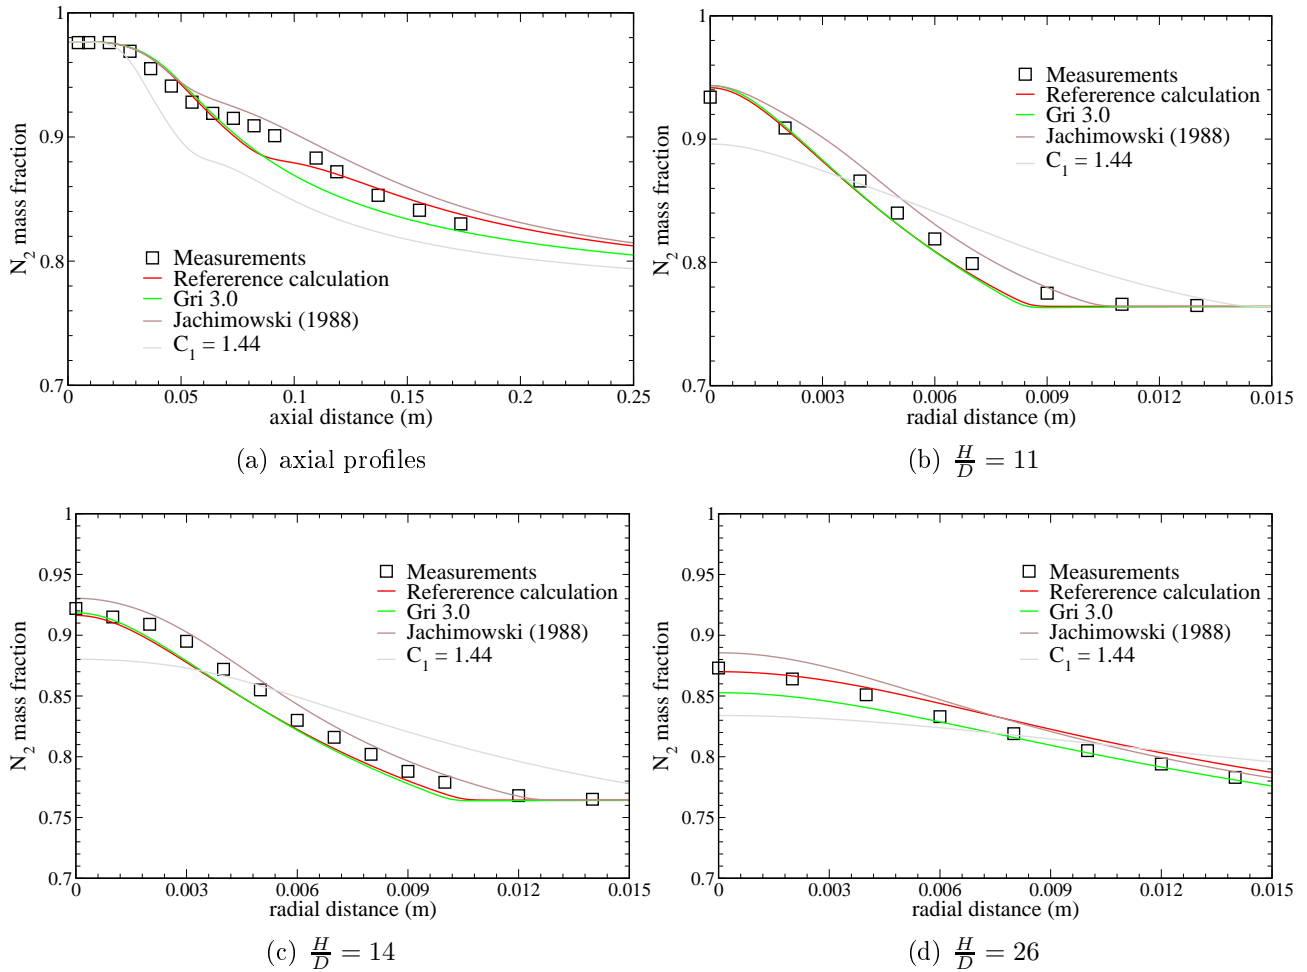 1
0.9
0.8
0.7
N2 mass fraction
0 0.05 0.1 0.15 0.2 0.25
axial distance (m)
Measurements
Refererence calculation
Gri 3.0
Jachimowski (1988)
C1 = 1.44
(a) axial profiles
1
0.9
0.8
0.7
N2 mass fraction
0 0.003 0.006 0.009 0.012 0.015
radial distance (m)
Measurements
Refererence calculation
Gri 3.0
Jachimowski (1988)
C1 = 1.44
(b) H/D = 11
1
0.95
0.9
0.85
0.8
0.75
0.7
N2 mass fraction
0 0.003 0.006 0.009 0.012 0.015
radial distance (m)
Measurements
Refererence calculation
Gri 3.0
Jachimowski (1988)
C1 = 1.44
(c) H/D = 14
1
0.95
0.9
0.85
0.8
0.75
0.7
N2 mass fraction
0 0.003 0.006 0.009 0.012 0.015
radial distance (m)
Measurements
Refererence calculation
Gri 3.0
Jachimowski (1988)
C1 = 1.44
(d) H/D = 26